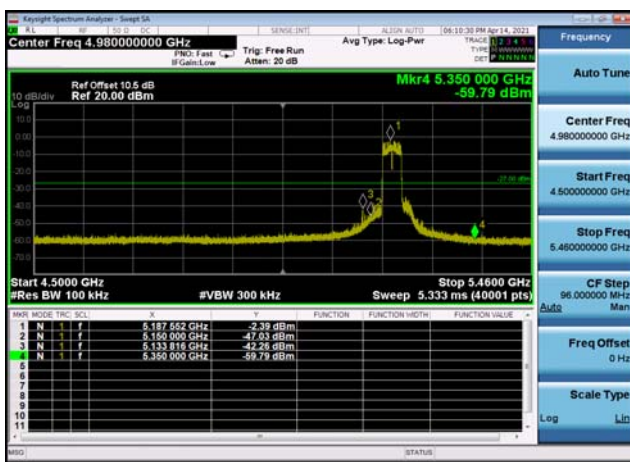 Keysight Spectrum Analyzer - Swept SA
RL RF 50 Ω DC SENSE:INT ALIGN AUTO 06:10:30 PM Apr 14, 2021
Center Freq 4.980000000 GHz
PNO: Fast
IFGain:Low
Trig: Free Run
Atten: 20 dB
Avg Type: Log-Pwr
TRACE 1 2 3 4 5 6
TYPE
DET P N N N N N
Frequency
Auto Tune
Center Freq
4.980000000 GHz
Start Freq
4.500000000 GHz
Stop Freq
5.460000000 GHz
CF Step
96.000000 MHz
Auto Man
Freq Offset
0 Hz
Scale Type
Log Lin
Mkr4 5.350 000 GHz
-59.79 dBm
Ref Offset 10.5 dB
10 dB/div Ref 20.00 dBm
Log
10.0
0.00
-10.0
-20.0
-30.0
-40.0
-50.0
-60.0
-70.0
-27.00 dBm
1
3
2
4
Start 4.5000 GHz
Stop 5.4600 GHz
#Res BW 100 kHz #VBW 300 kHz Sweep 5.333 ms (40001 pts)
MKR MODE TRC SCL X Y FUNCTION FUNCTION WIDTH FUNCTION VALUE
1 N 1 f 5.187 552 GHz -2.39 dBm
2 N 1 f 5.150 000 GHz -47.03 dBm
3 N 1 f 5.133 816 GHz -42.26 dBm
4 N 1 f 5.350 000 GHz -59.79 dBm
5
6
7
8
9
10
11
MSG STATUS